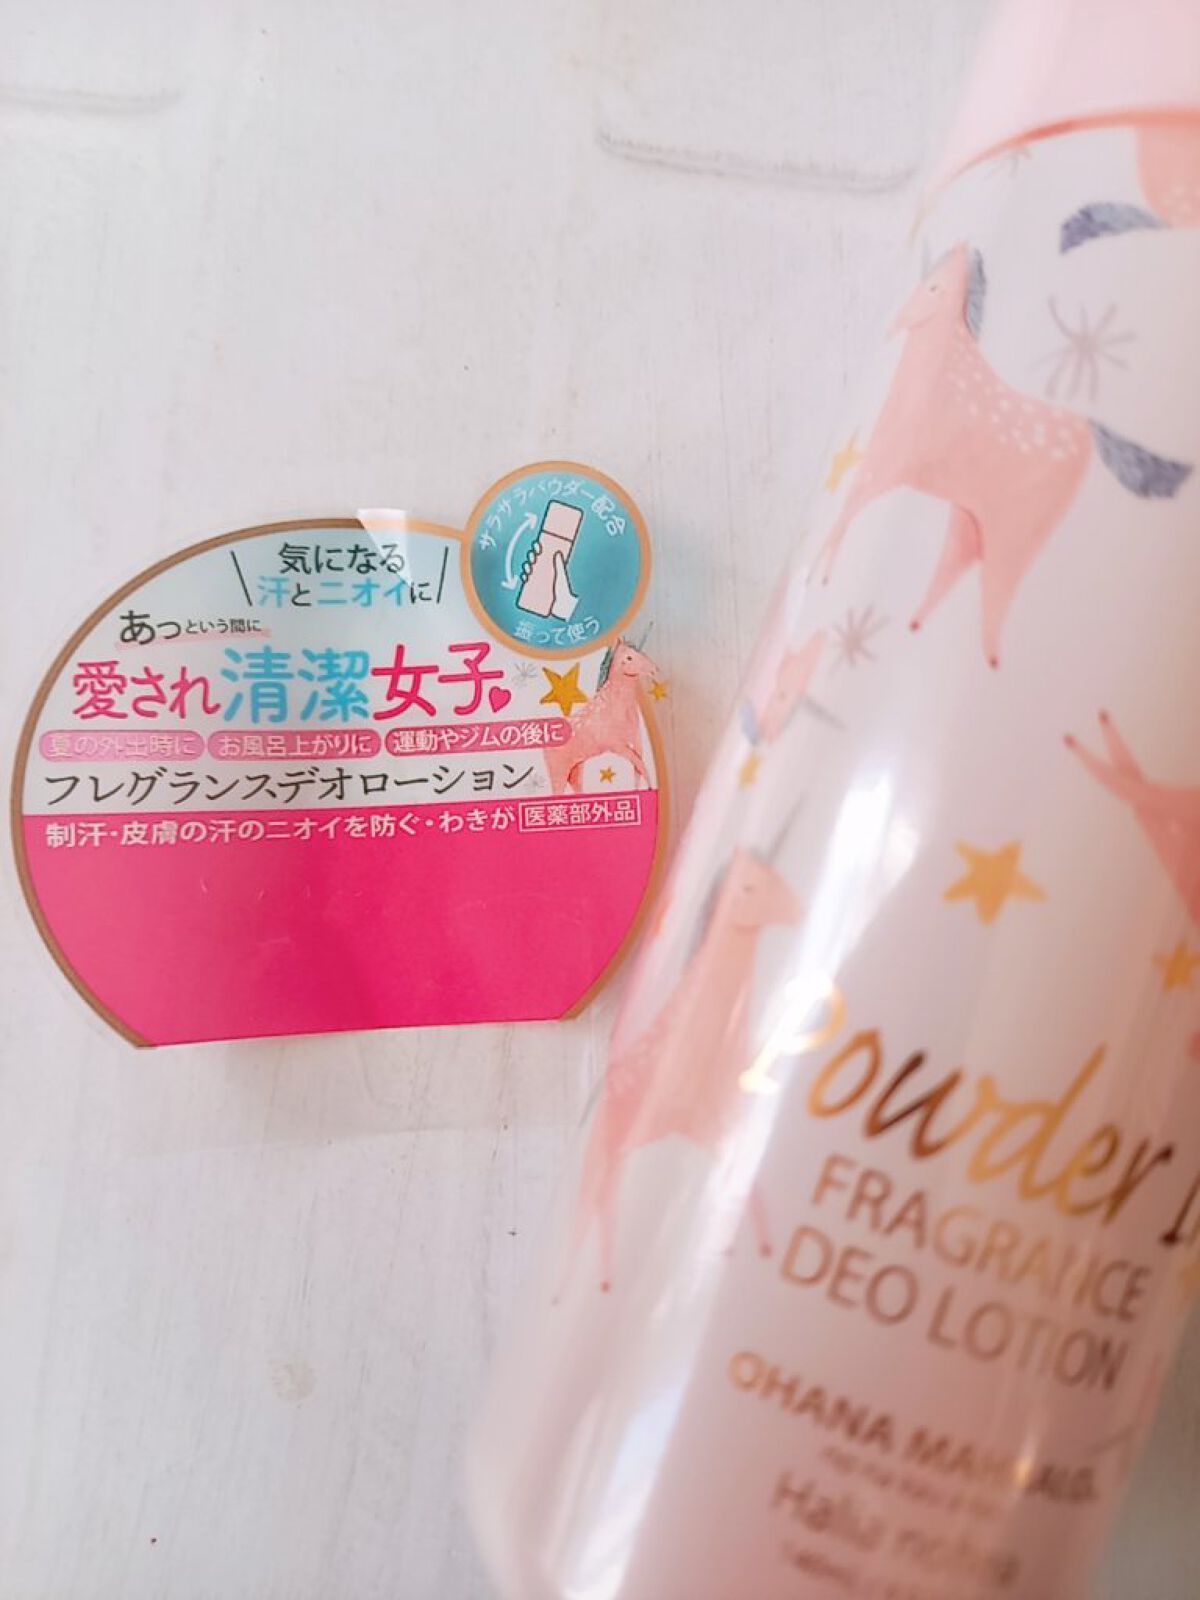 サラサラパウダー配合
振って使う
気になる
汗とニオイに
あっという間に
愛され清潔女子
夏の外出時に お風呂上がりに 運動やジムの後に
フレグランスデオローション
制汗・皮膚の汗のニオイを防ぐ・わきが 医薬部外品
Powder
FRAGRANCE
DEO LOTION
OHANA MAHAALO